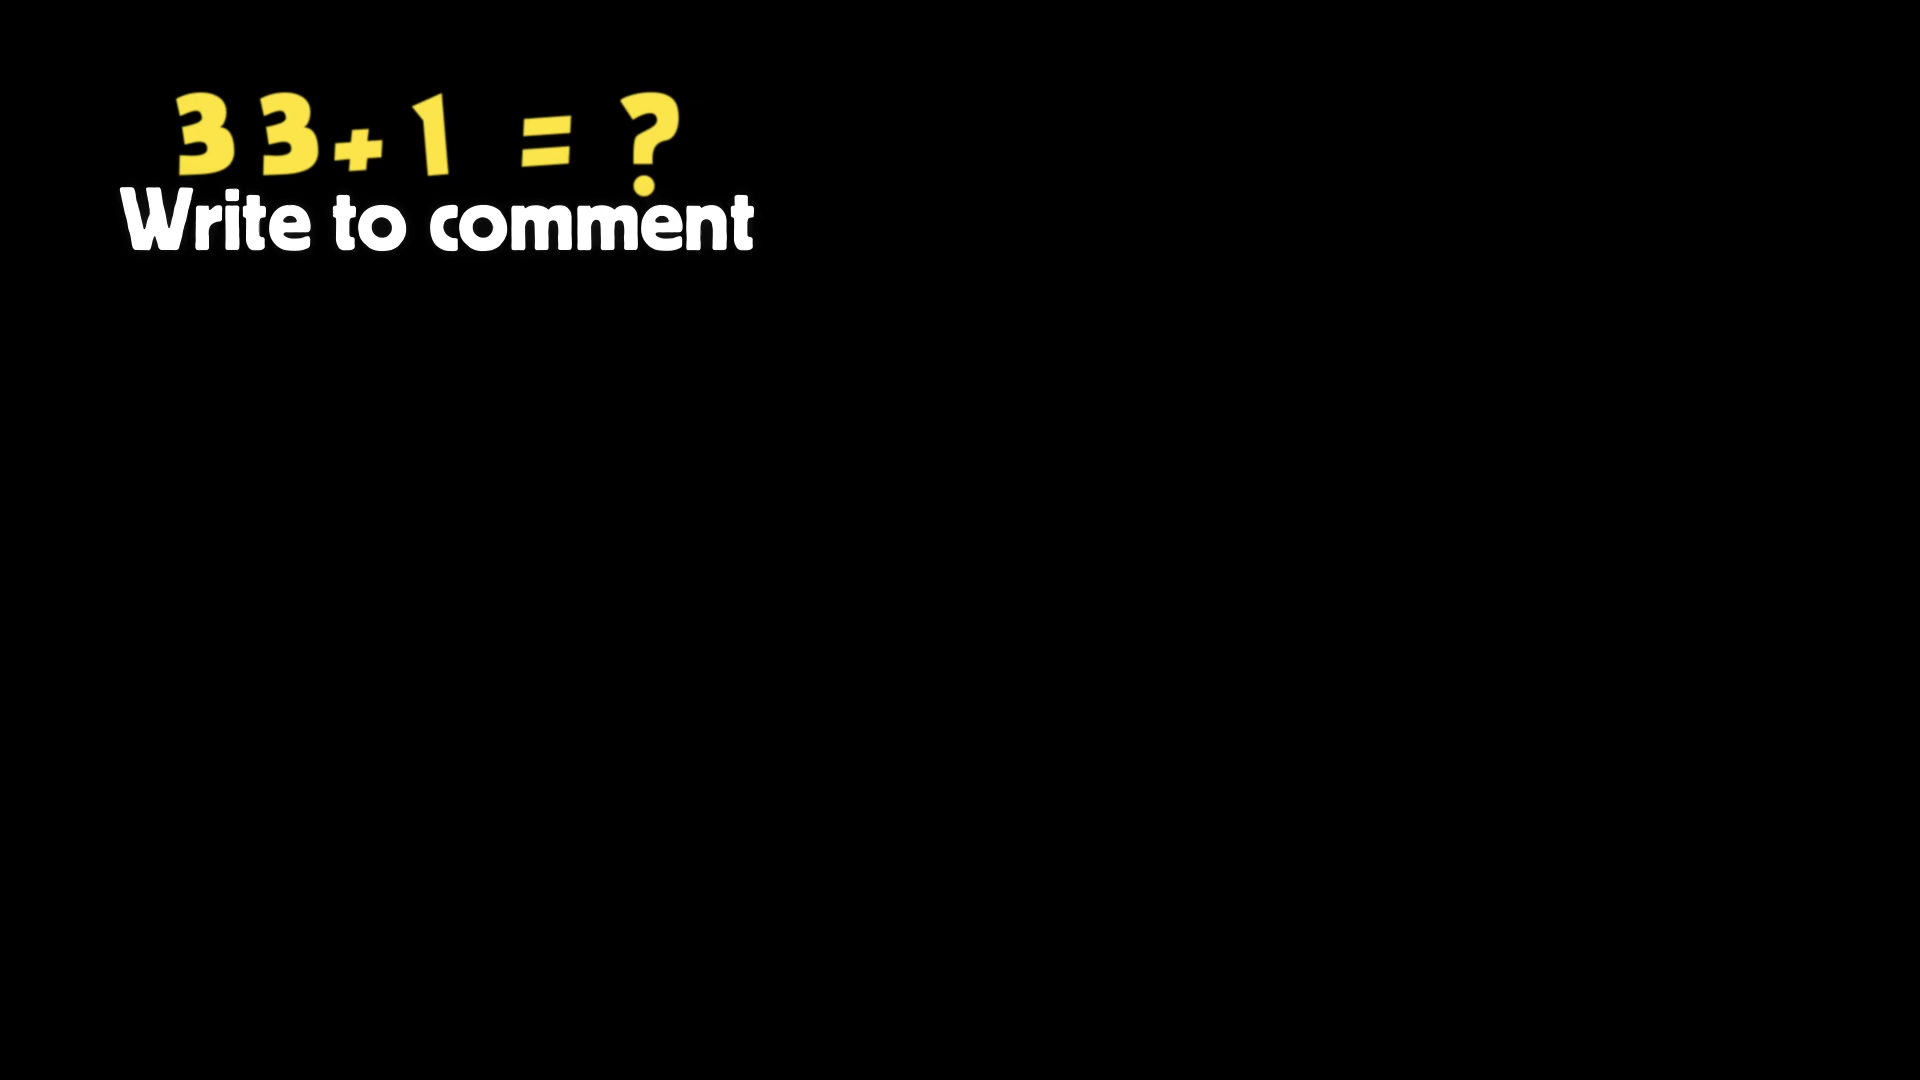 33+1 = ?
Write to comment